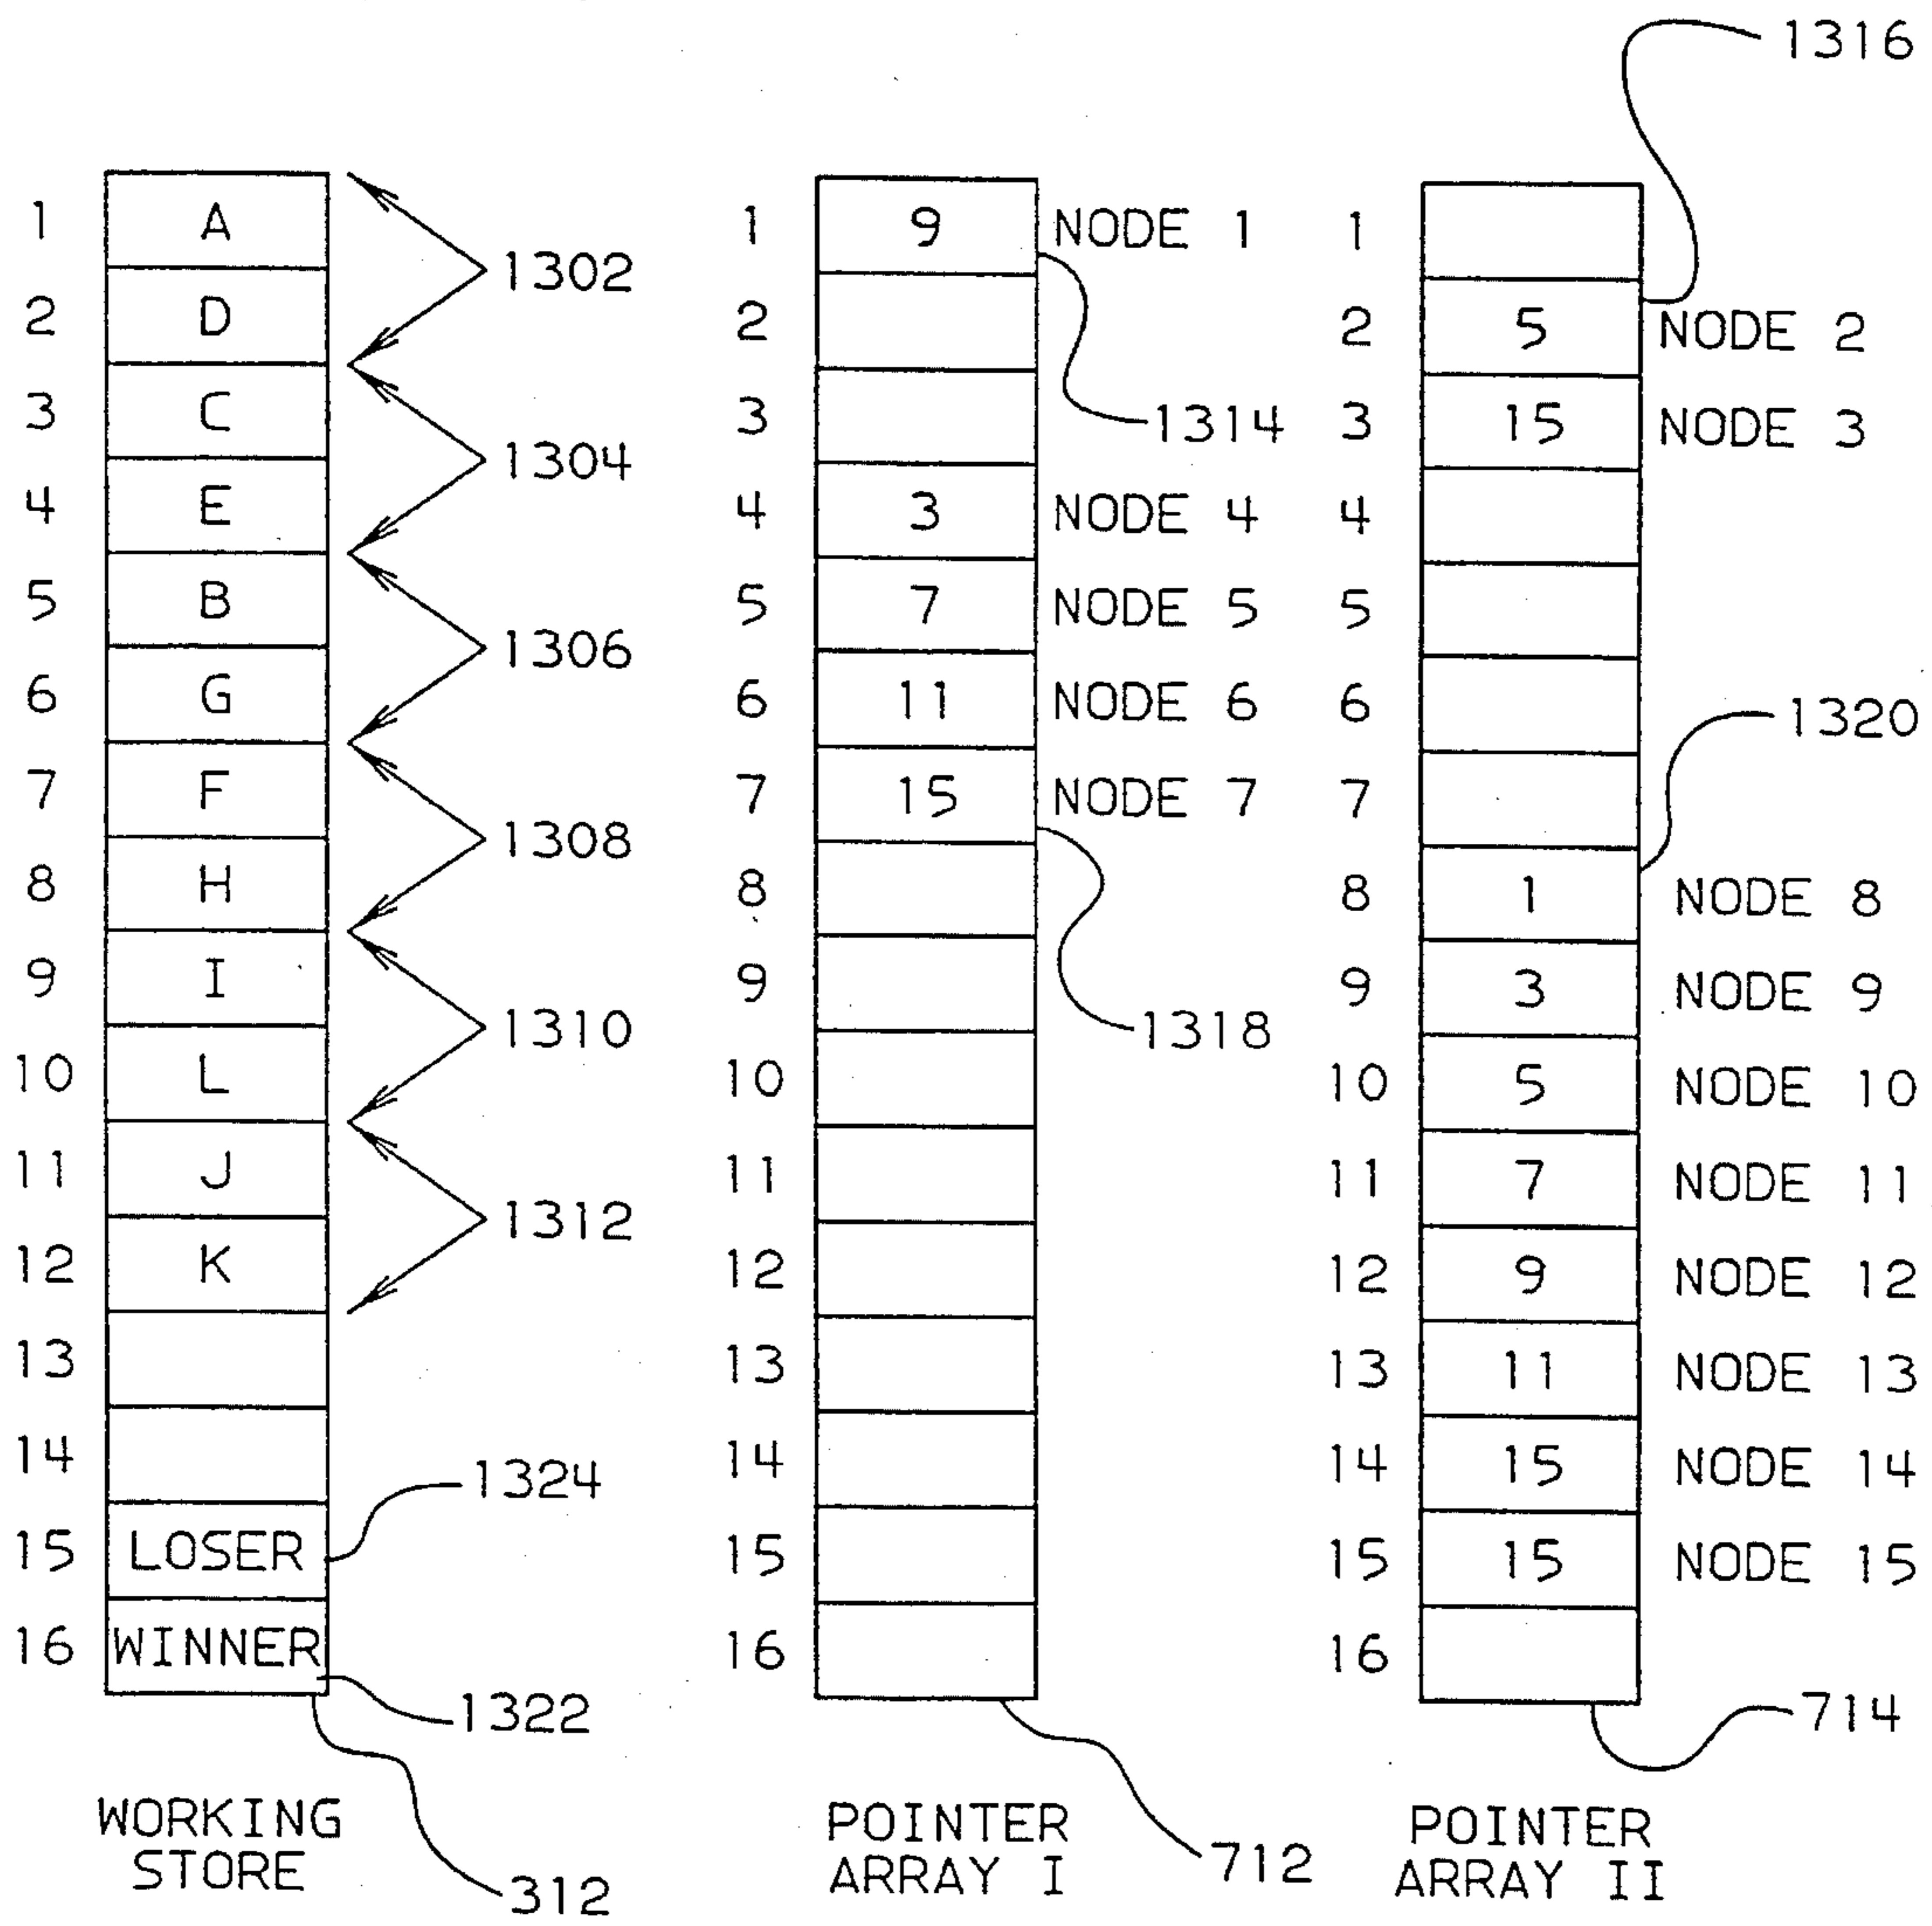 1316
1 A 1 9 NODE 1 1
1302
2 D 2 2 5 NODE 2
3 C 3 1314 3 15 NODE 3
1304
4 E 4 3 NODE 4 4
5 B 5 7 NODE 5 5
1306
6 G 6 11 NODE 6 6
1320
7 F 7 15 NODE 7 7
1308
8 H 8 8 1 NODE 8
9 I 9 9 3 NODE 9
1310 1318
10 L 10 10 5 NODE 10
11 J 11 11 7 NODE 11
1312
12 K 12 12 9 NODE 12
13 13 13 11 NODE 13
14 14 14 15 NODE 14
1324
15 LOSER 15 15 15 NODE 15
16 WINNER 16 16
1322 714
WORKING
STORE
312
POINTER
ARRAY I
712
POINTER
ARRAY II